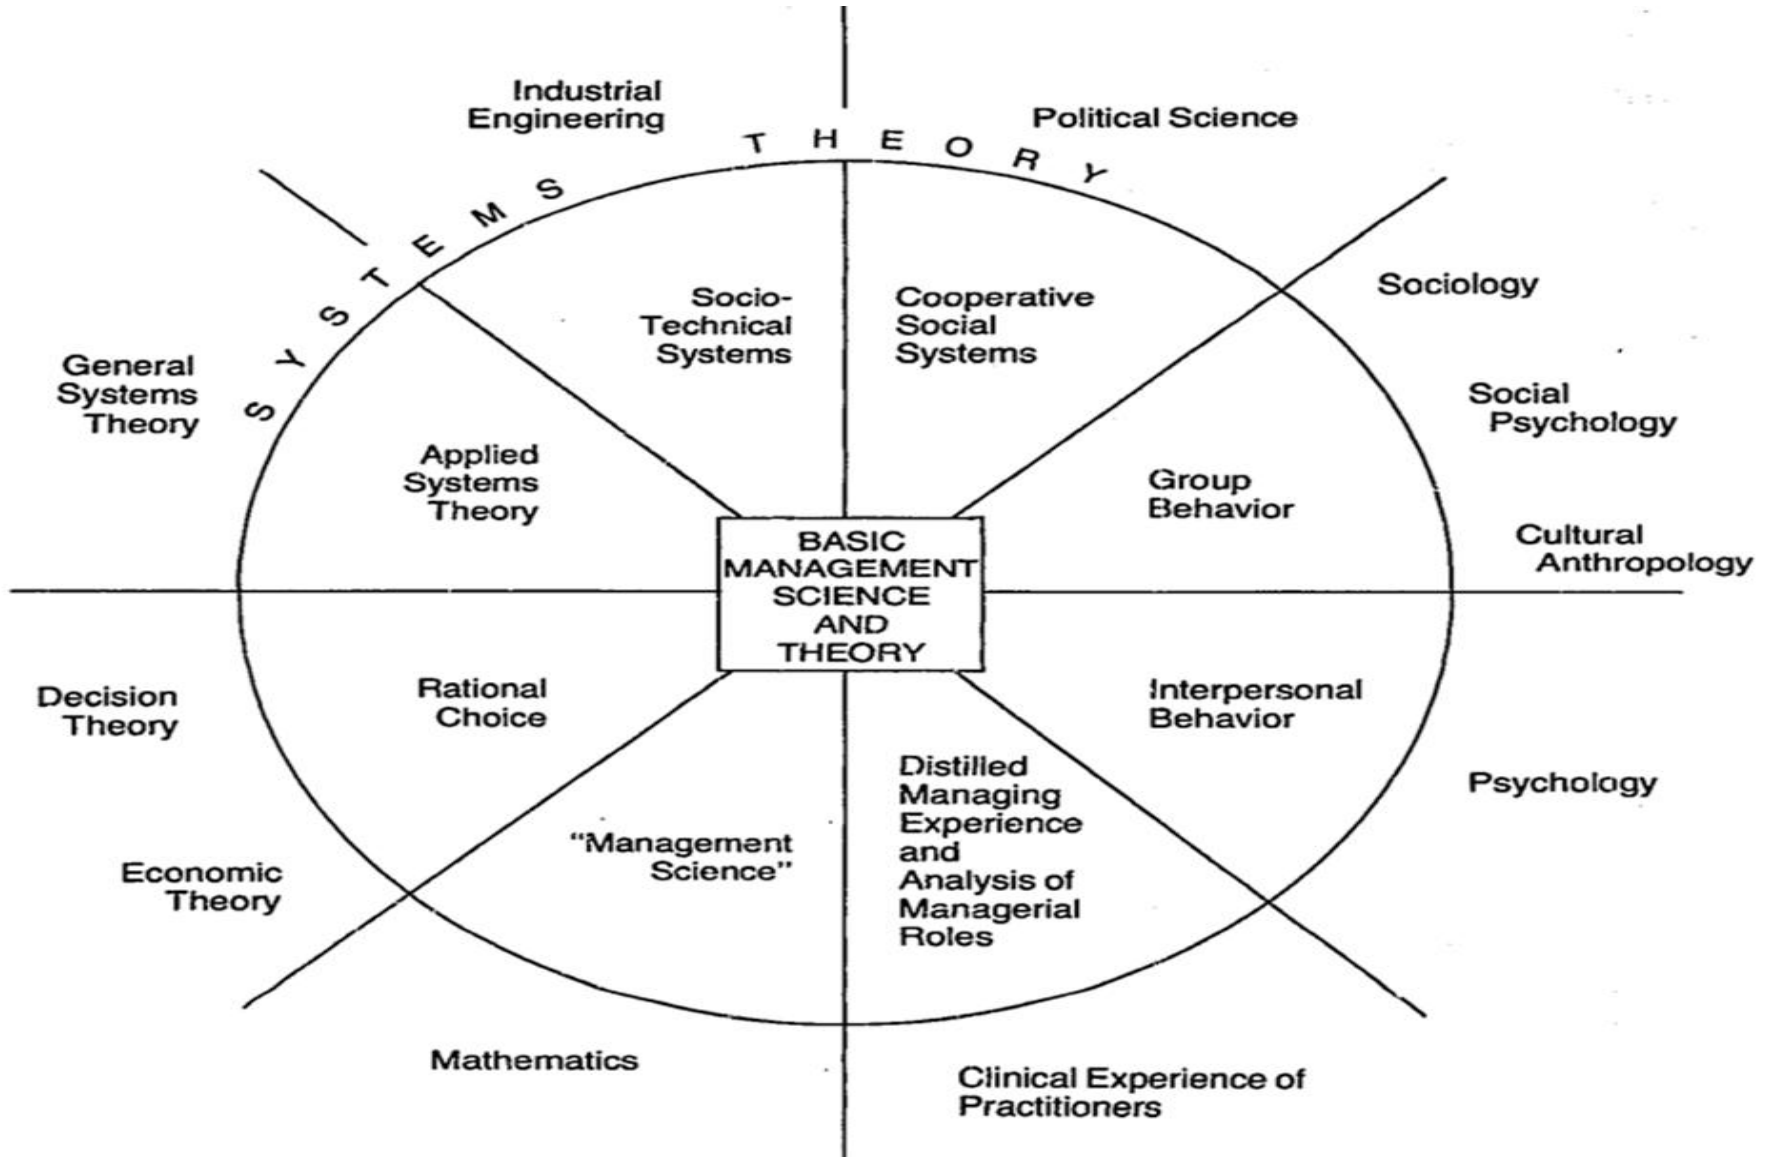 Industrial
Engineering
Political Science
SYSTEMS THEORY
Sociology
Socio-
Technical
Systems
Cooperative
Social
Systems
General
Systems
Theory
Social
Psychology
Applied
Systems
Theory
Group
Behavior
Cultural
Anthropology
BASIC
MANAGEMENT
SCIENCE
AND
THEORY
Decision
Theory
Rational
Choice
Interpersonal
Behavior
Distilled
Managing
Experience
and
Analysis of
Managerial
Roles
Psychology
"Management
Science"
Economic
Theory
Mathematics
Clinical Experience of
Practitioners